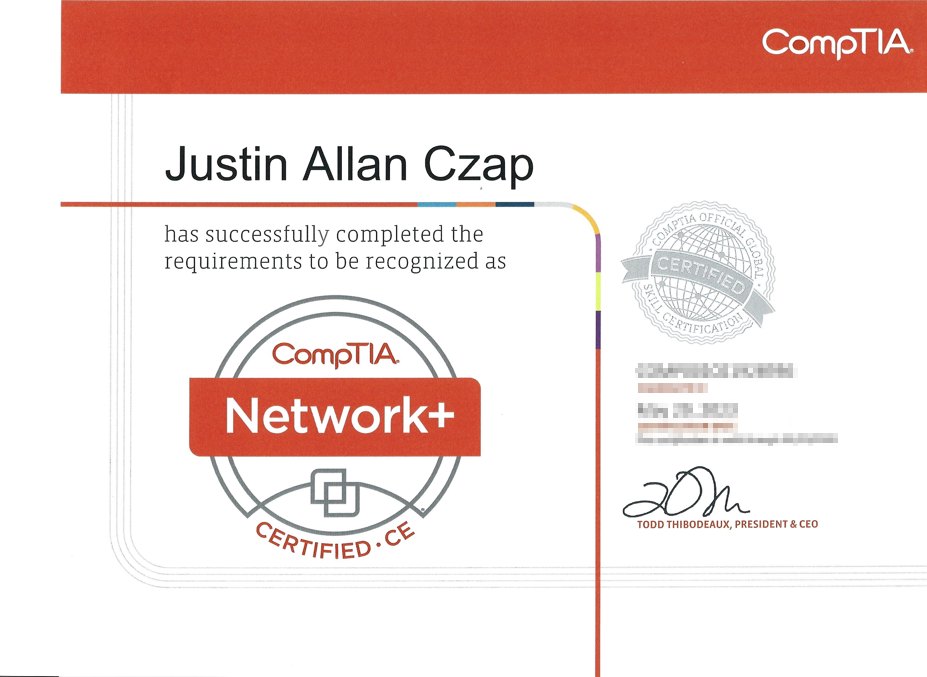 CompTIA.
Justin Allan Czap
has successfully completed the
requirements to be recognized as
CompTIA.
Network+
CERTIFIED • CE
COMPTIA OFFICIAL GLOBAL
CERTIFIED
SKILL CERTIFICATION
TODD THIBODEAUX, PRESIDENT & CEO